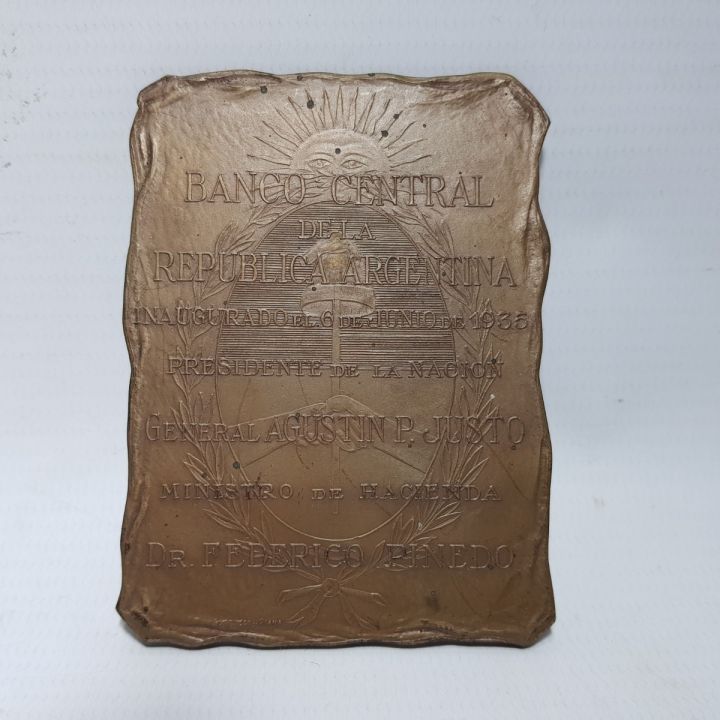 BANCO CENTRAL
DE LA
REPUBLICA ARGENTINA
INAUGURADO EL 6 DE JUNIO DE 1935
PRESIDENTE DE LA NACION
GENERAL AGUSTIN P. JUSTO
MINISTRO DE HACIENDA
DR. FEDERICO PINEDO